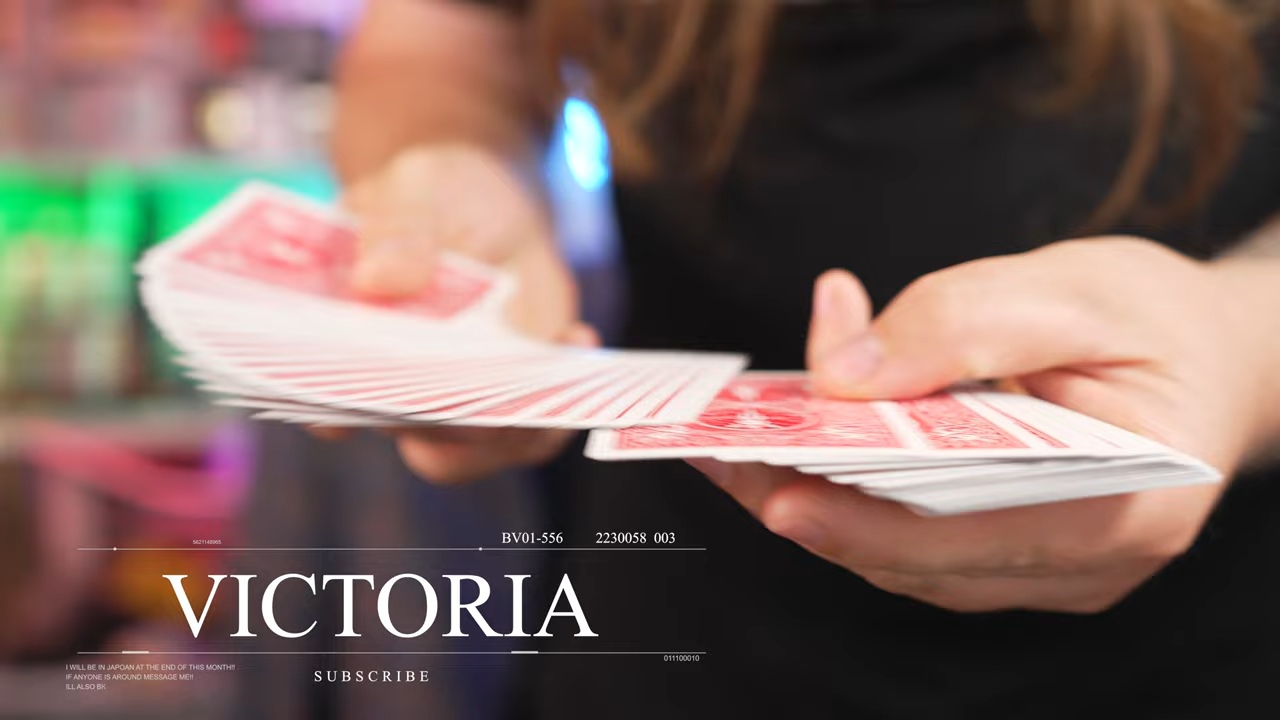 5621148965
BV01-556 2230058 003
VICTORIA
011100010
I WILL BE IN JAPOAN AT THE END OF THIS MONTH!!
IF ANYONE IS AROUND MESSAGE ME!!
ILL ALSO BK
SUBSCRIBE